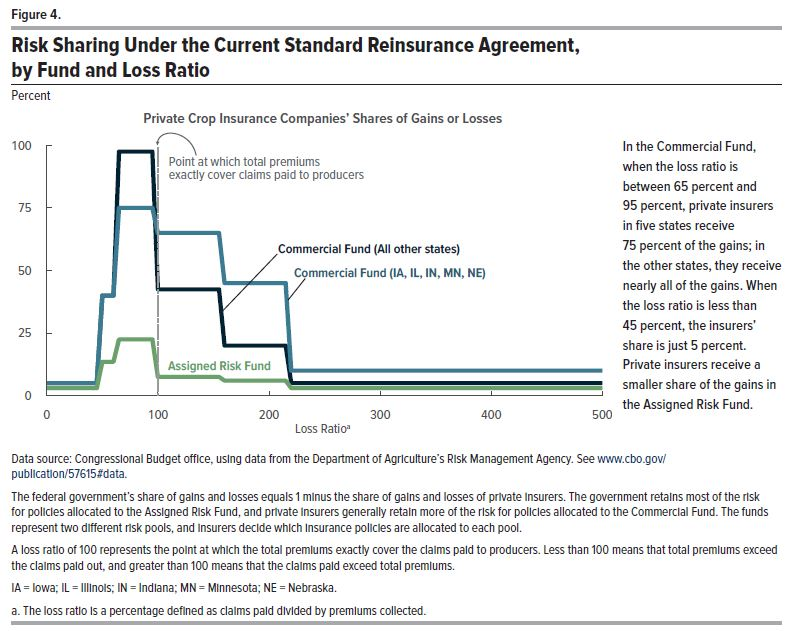 Figure 4.
Risk Sharing Under the Current Standard Reinsurance Agreement,
by Fund and Loss Ratio
Percent
Private Crop Insurance Companies' Shares of Gains or Losses
100
75
50
25
0
Point at which total premiums
exactly cover claims paid to producers
Commercial Fund (All other states)
Commercial Fund (IA, IL, IN, MN, NE)
Assigned Risk Fund
0 100 200 300 400 500
Loss Ratioᵃ
In the Commercial Fund,
when the loss ratio is
between 65 percent and
95 percent, private insurers
in five states receive
75 percent of the gains; in
the other states, they receive
nearly all of the gains. When
the loss ratio is less than
45 percent, the insurers'
share is just 5 percent.
Private insurers receive a
smaller share of the gains in
the Assigned Risk Fund.
Data source: Congressional Budget office, using data from the Department of Agriculture's Risk Management Agency. See www.cbo.gov/
publication/57615#data.
The federal government's share of gains and losses equals 1 minus the share of gains and losses of private insurers. The government retains most of the risk
for policies allocated to the Assigned Risk Fund, and private insurers generally retain more of the risk for policies allocated to the Commercial Fund. The funds
represent two different risk pools, and insurers decide which insurance policies are allocated to each pool.
A loss ratio of 100 represents the point at which the total premiums exactly cover the claims paid to producers. Less than 100 means that total premiums exceed
the claims paid out, and greater than 100 means that the claims paid exceed total premiums.
IA = Iowa; IL = Illinois; IN = Indiana; MN = Minnesota; NE = Nebraska.
a. The loss ratio is a percentage defined as claims paid divided by premiums collected.